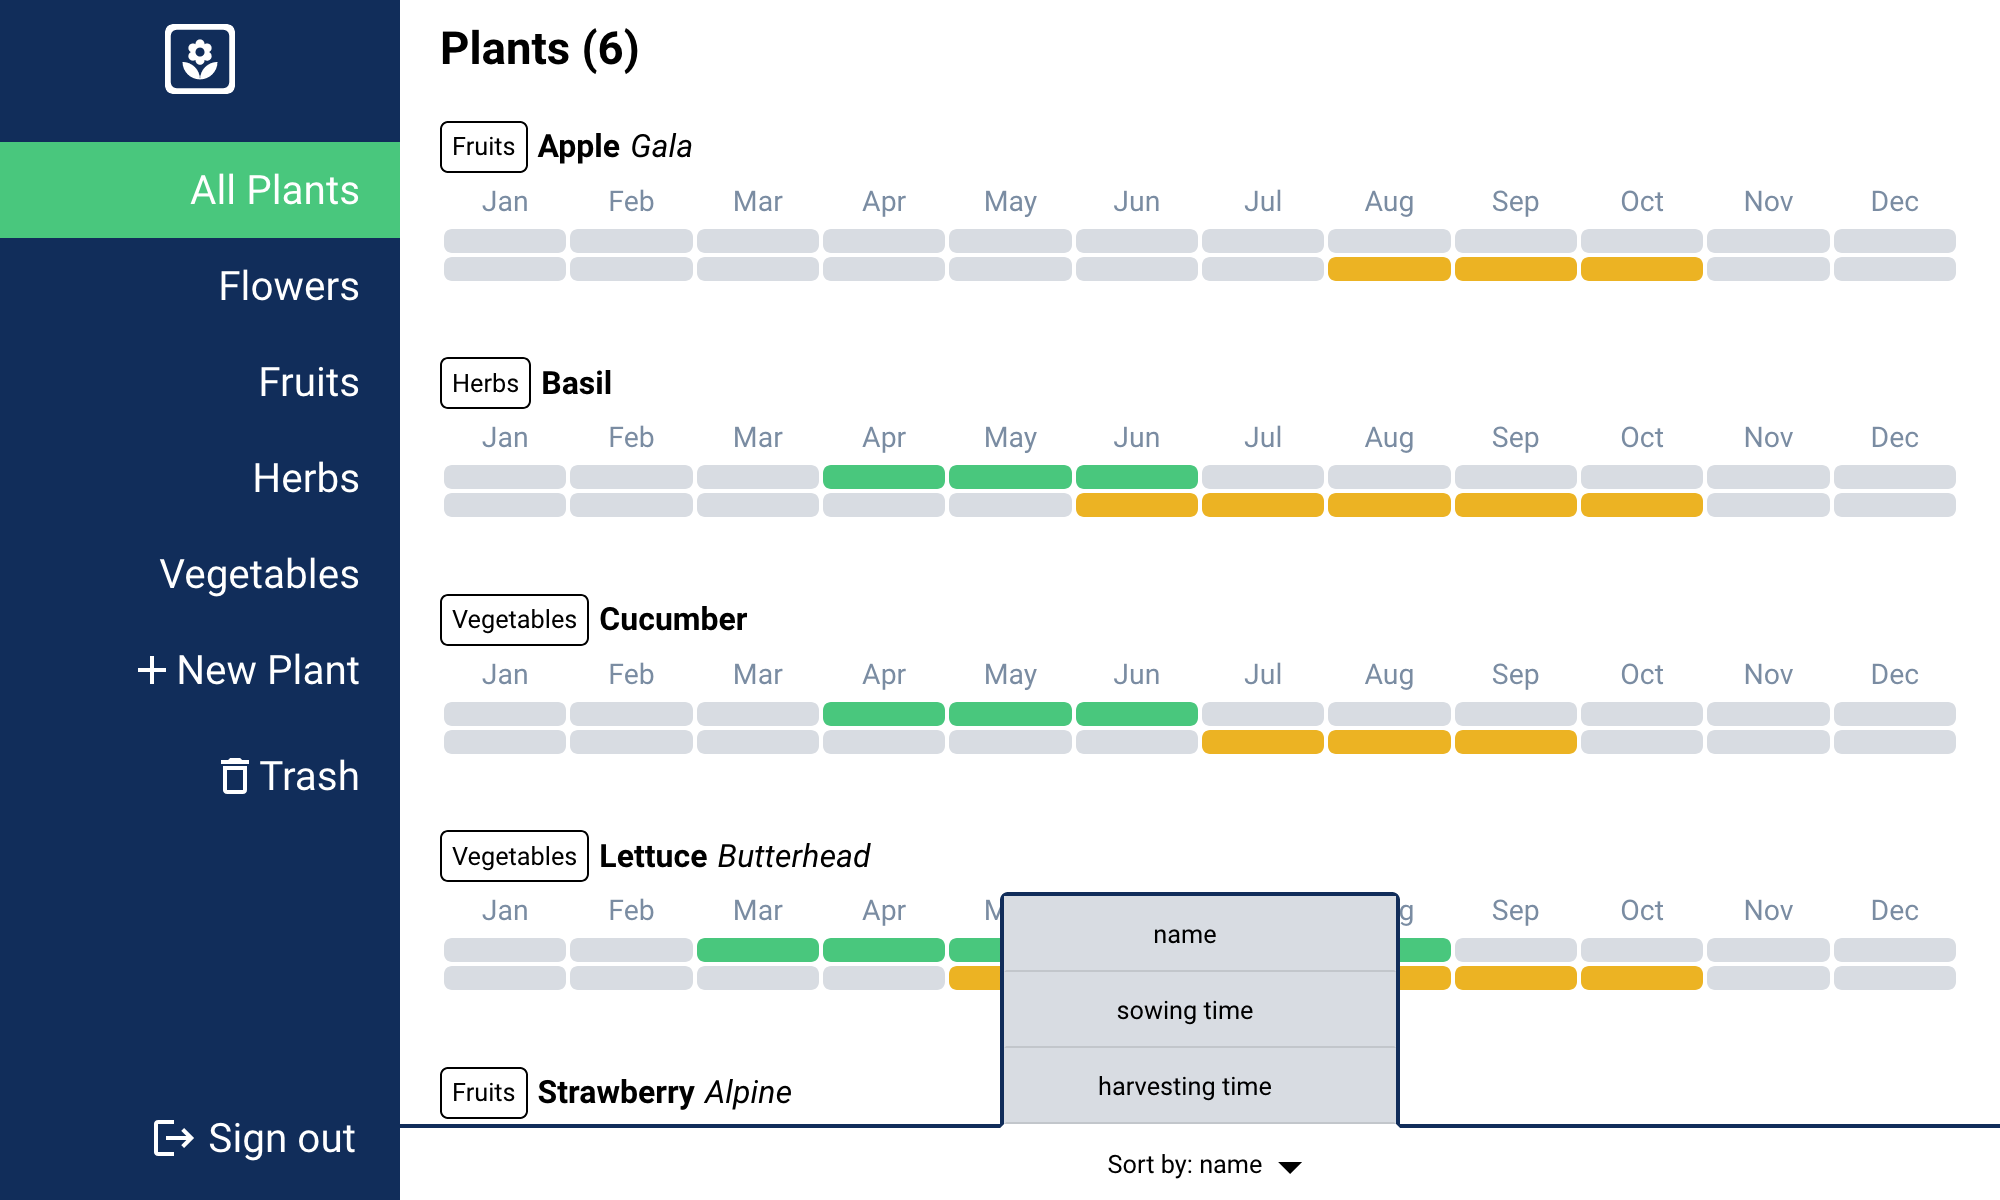 All Plants
Flowers
Fruits
Herbs
Vegetables
+ New Plant
Trash
Sign out
Plants (6)
Fruits Apple Gala
Jan Feb Mar Apr May Jun Jul Aug Sep Oct Nov Dec
Herbs Basil
Jan Feb Mar Apr May Jun Jul Aug Sep Oct Nov Dec
Vegetables Cucumber
Jan Feb Mar Apr May Jun Jul Aug Sep Oct Nov Dec
Vegetables Lettuce Butterhead
Jan Feb Mar Apr Sep Oct Nov Dec
name
sowing time
harvesting time
Fruits Strawberry Alpine
Sort by: name